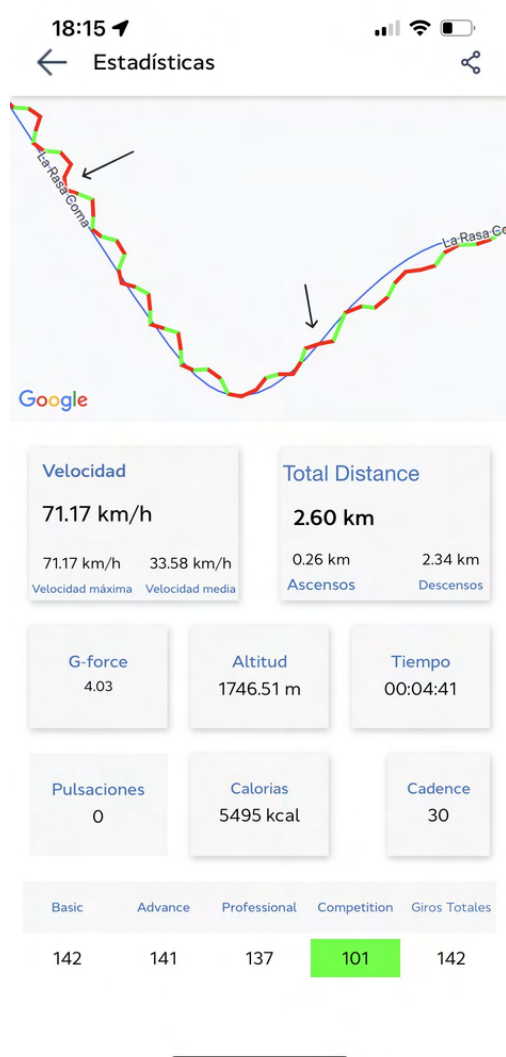 18:15
Estadísticas
La Rasa Coma
La Rasa Co
Google
Velocidad
71.17 km/h
71.17 km/h 33.58 km/h
Velocidad máxima Velocidad media
Total Distance
2.60 km
0.26 km 2.34 km
Ascensos Descensos
G-force Altitud Tiempo
4.03 1746.51 m 00:04:41
Pulsaciones Calorias Cadence
0 5495 kcal 30
Basic Advance Professional Competition Giros Totales
142 141 137 101 142